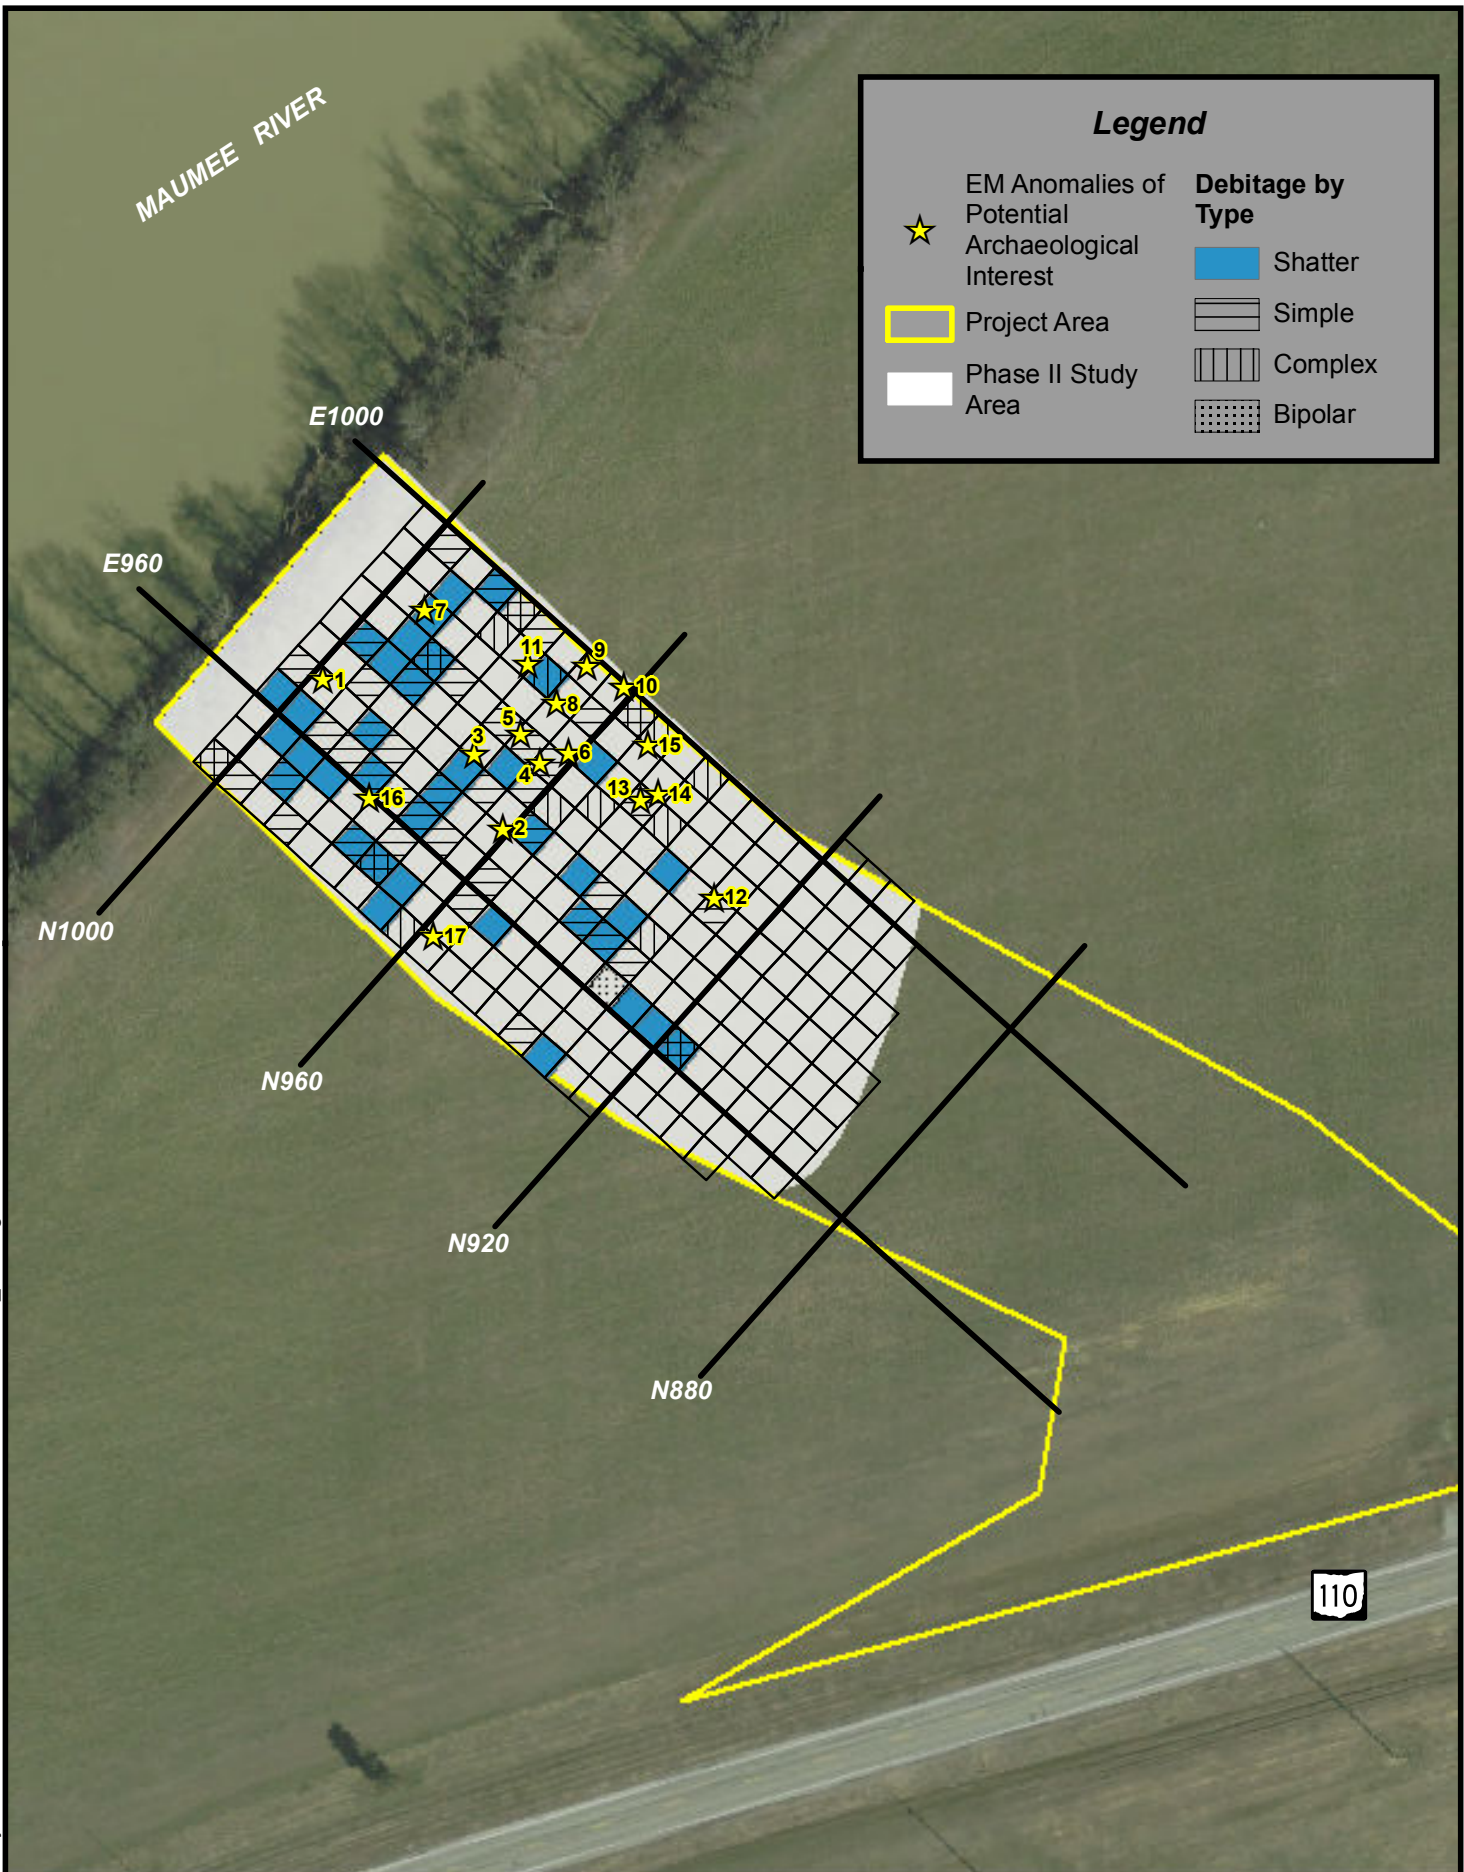 MAUMEE RIVER
Legend
EM Anomalies of
Potential
Archaeological
Interest
Project Area
Phase II Study
Area
Debitage by
Type
Shatter
Simple
Complex
Bipolar
E1000
E960
7
11
9
1
10
8
5
3
6
15
4
16
13
14
2
12
17
N1000
N960
N920
N880
110